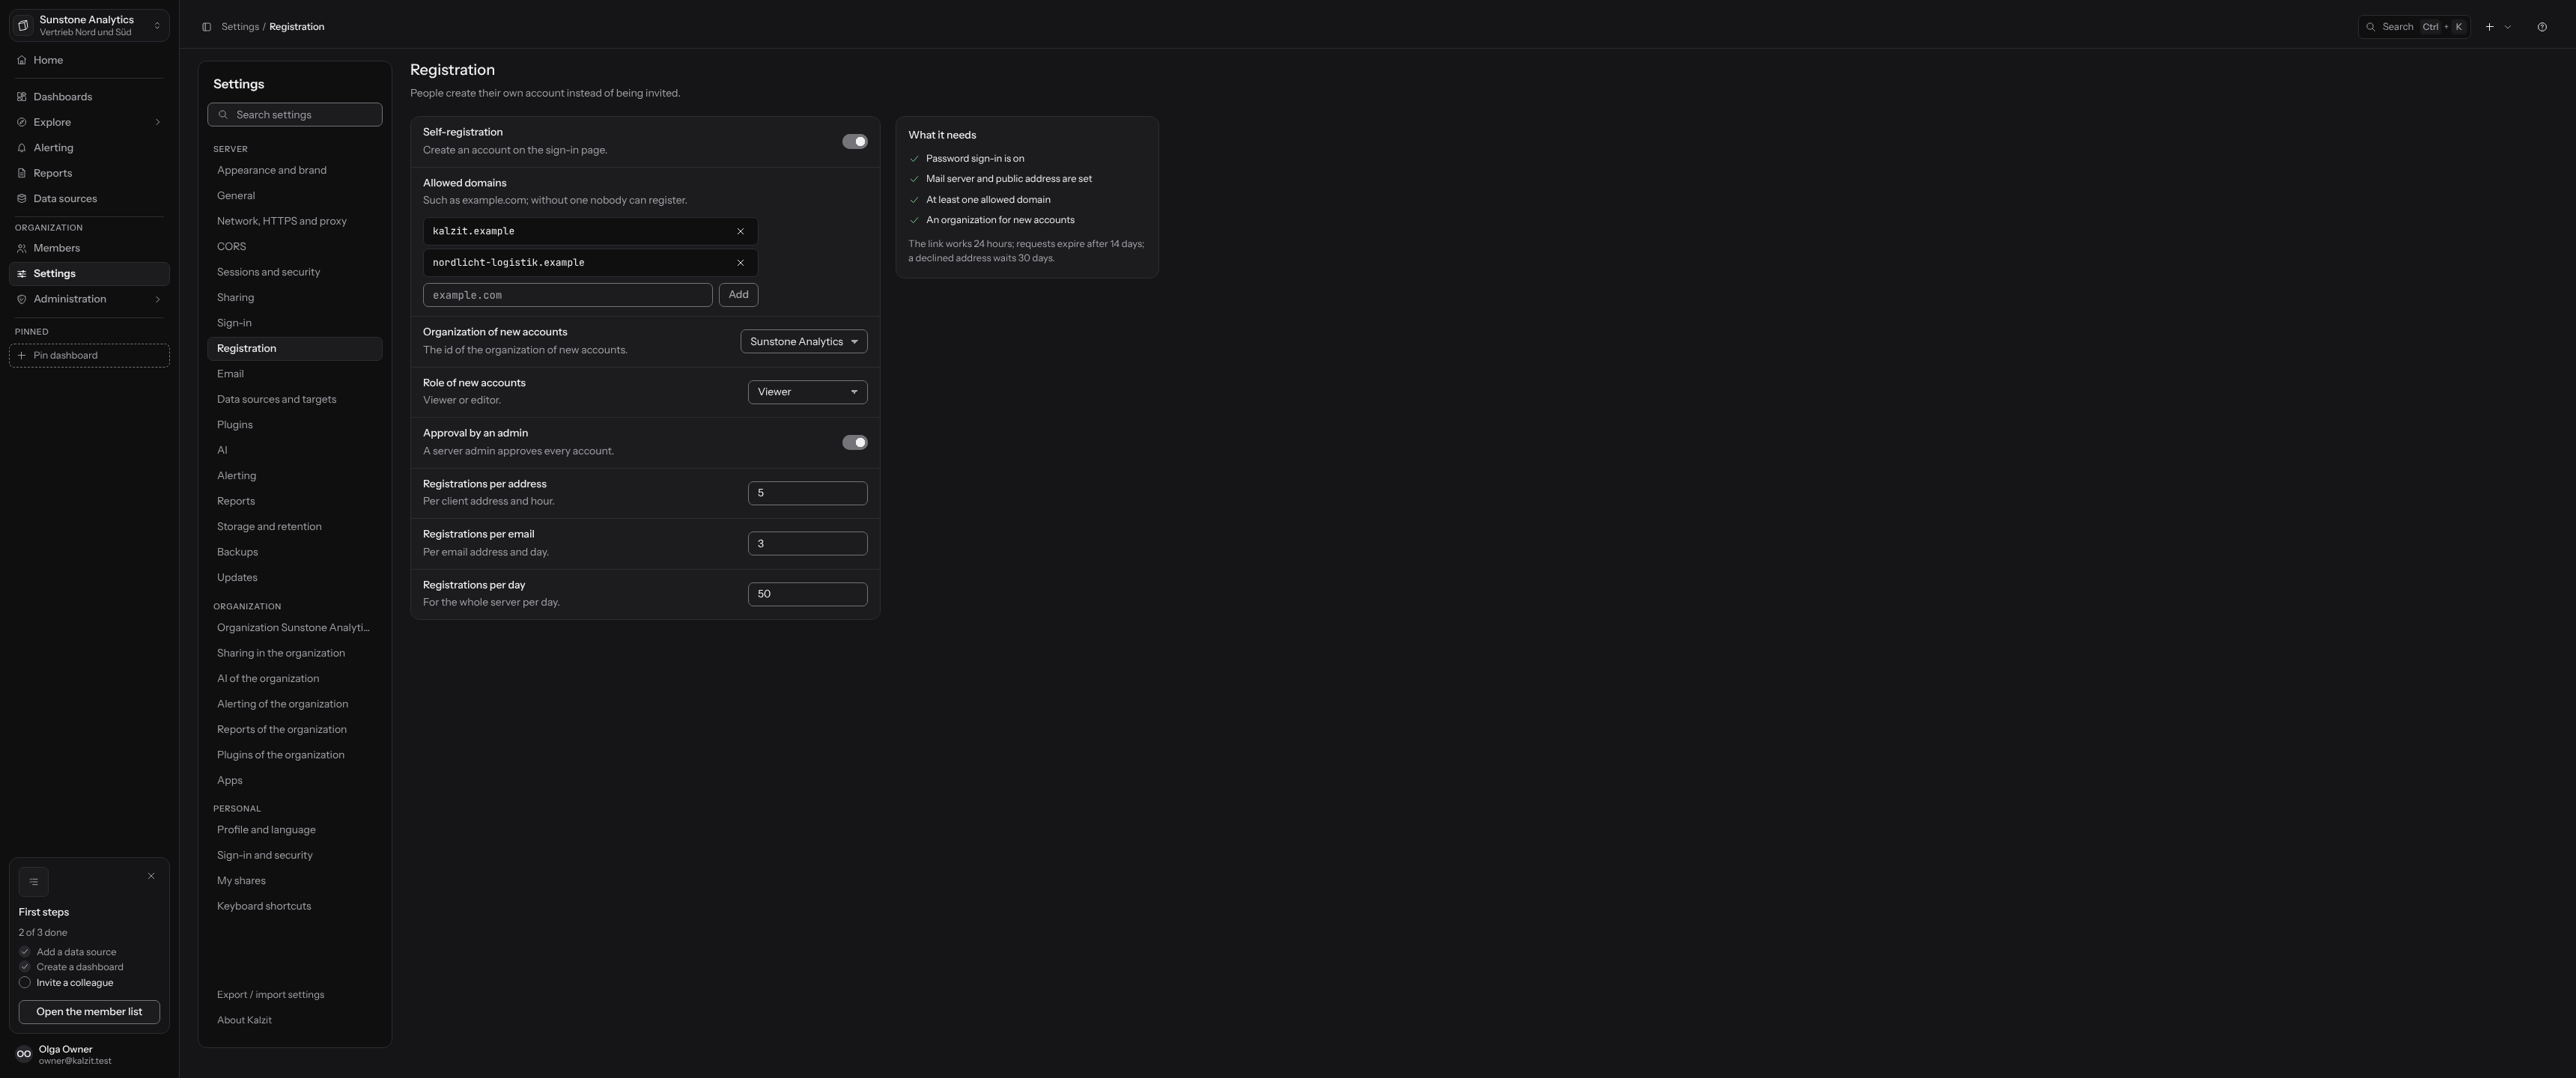 Sunstone Analytics
Vertrieb Nord und Süd
Home
Dashboards
Explore
Alerting
Reports
Data sources
ORGANIZATION
Members
Settings
Administration
PINNED
Pin dashboard
First steps
2 of 3 done
Add a data source
Create a dashboard
Invite a colleague
Open the member list
OO
Olga Owner
owner@kalzit.test
Settings / Registration
Search Ctrl + K
Settings
Search settings
SERVER
Appearance and brand
General
Network, HTTPS and proxy
CORS
Sessions and security
Sharing
Sign-in
Registration
Email
Data sources and targets
Plugins
AI
Alerting
Reports
Storage and retention
Backups
Updates
ORGANIZATION
Organization Sunstone Analyti...
Sharing in the organization
AI of the organization
Alerting of the organization
Reports of the organization
Plugins of the organization
Apps
PERSONAL
Profile and language
Sign-in and security
My shares
Keyboard shortcuts
Export / import settings
About Kalzit
Registration
People create their own account instead of being invited.
Self-registration
Create an account on the sign-in page.
Allowed domains
Such as example.com; without one nobody can register.
kalzit.example
nordlicht-logistik.example
example.com
Add
Organization of new accounts
The id of the organization of new accounts.
Sunstone Analytics
Role of new accounts
Viewer or editor.
Viewer
Approval by an admin
A server admin approves every account.
Registrations per address
Per client address and hour.
5
Registrations per email
Per email address and day.
3
Registrations per day
For the whole server per day.
50
What it needs
Password sign-in is on
Mail server and public address are set
At least one allowed domain
An organization for new accounts
The link works 24 hours; requests expire after 14 days;
a declined address waits 30 days.